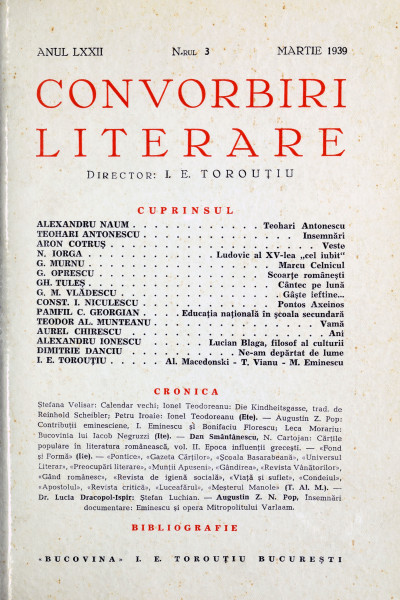 ANUL LXXII N-RUL 3 MARTIE 1939
CONVORBIRI
LITERARE
DIRECTOR: I. E. TOROUȚIU
CUPRINSUL
ALEXANDRU NAUM . . . . . . . . . . . . Teohari Antonescu
TEOHARI ANTONESCU . . . . . . . . . . . . Insemnări
ARON COTRUȘ . . . . . . . . . . . . Veste
N. IORGA . . . . . . . . . . . . Ludovic al XV-lea „cel iubit"
G. MURNU . . . . . . . . . . . . Marcu Celnicul
G. OPRESCU . . . . . . . . . . . . Scoarțe românești
GH. TULEȘ . . . . . . . . . . . . Cântec pe lună
G. M. VLĂDESCU . . . . . . . . . . . . Gâște ieftine...
CONST. I. NICULESCU . . . . . . . . . . . . Pontos Axeinos
PAMFIL C. GEORGIAN . . . . Educația națională în școala secundară
TEODOR AL. MUNTEANU . . . . . . . . . . . . Vamă
AUREL CHIRESCU . . . . . . . . . . . . Ani
ALEXANDRU IONESCU . . . . . . Lucian Blaga, filosof al culturii
DIMITRIE DANCIU . . . . . . . . . . Ne-am depărtat de lume
I. E. TOROUȚIU . . . . . . Al. Macedonski - T. Vianu - M. Eminescu
CRONICA
Ștefana Velisar: Calendar vechi; Ionel Teodoreanu: Die Kindheitsgasse, trad. de
Reinhold Scheibler; Petru Iroaie: Ionel Teodoreanu (Ete). — Augustin Z. Pop:
Contribuții eminesciene, I. Eminescu și Bonifaciu Florescu; Leca Morariu:
Bucovina lui Iacob Negruzzi (Ite). — Dan Smântânescu, N. Cartojan: Cărțile
populare în literatura românească, vol. II. Epoca influenții grecești. — «Fond
și Formă» (lie). — «Pontice», «Gazeta Cărților», «Școala Basarabeană», «Universul
Literar», «Preocupări literare», «Munții Apuseni», «Gândirea», «Revista Vânătorilor»,
«Gând românesc», «Revista de igienă socială», «Viață și suflet», «Condeiul»,
«Apostolul», «Revista critică», «Luceafărul», «Meșterul Manole» (T. Al. M.). —
Dr. Lucia Dracopol-Ispir: Ștefan Luchian. — Augustin Z. N. Pop, Însemnări
documentare: Eminescu și opera Mitropolitului Varlaam.
BIBLIOGRAFIE
«BUCOVINA» I. E. TOROUȚIU BUCUREȘTI